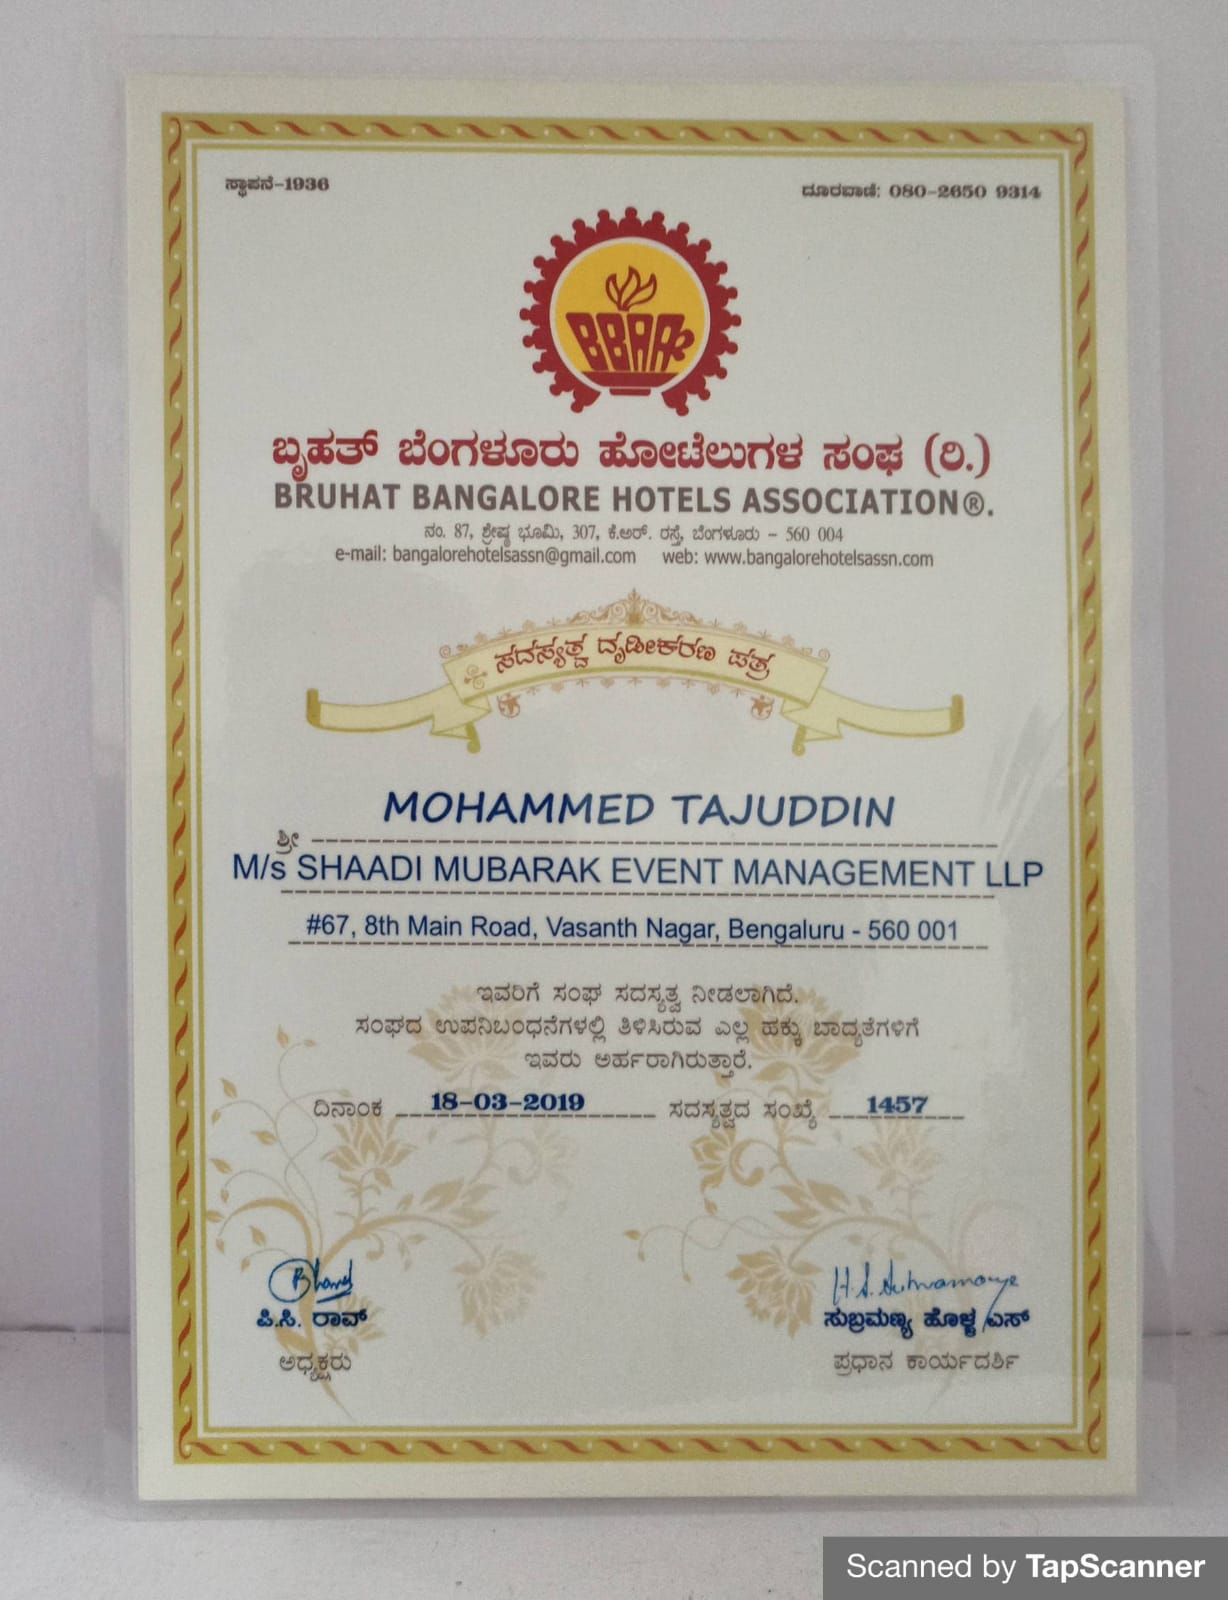 ಸ್ಥಾಪನೆ-1936
ದೂರವಾಣಿ: 080-2650 9314
BBHA
ಬೃಹತ್ ಬೆಂಗಳೂರು ಹೋಟೆಲುಗಳ ಸಂಘ (ರಿ.)
BRUHAT BANGALORE HOTELS ASSOCIATION®.
ನಂ. 87, ಶ್ರೇಷ್ಠ ಭೂಮಿ, 307, ಕೆ.ಆರ್. ರಸ್ತೆ, ಬೆಂಗಳೂರು - 560 004
e-mail: bangalorehotelsassn@gmail.com web: www.bangalorehotelsassn.com
ಸದಸ್ಯತ್ವ ದೃಡೀಕರಣ ಪತ್ರ
MOHAMMED TAJUDDIN
ಶ್ರೀ
M/s SHAADI MUBARAK EVENT MANAGEMENT LLP
#67, 8th Main Road, Vasanth Nagar, Bengaluru - 560 001
ಇವರಿಗೆ ಸಂಘ ಸದಸ್ಯತ್ವ ನೀಡಲಾಗಿದೆ.
ಸಂಘದ ಉಪನಿಬಂಧನೆಗಳಲ್ಲಿ ತಿಳಿಸಿರುವ ಎಲ್ಲ ಹಕ್ಕು ಬಾದ್ಯತೆಗಳಿಗೆ
ಇವರು ಅರ್ಹರಾಗಿರುತ್ತಾರೆ.
ದಿನಾಂಕ 18-03-2019 ಸದಸ್ಯತ್ವದ ಸಂಖ್ಯೆ 1457
ಪಿ.ಸಿ. ರಾವ್
ಸುಬ್ರಮಣ್ಯ ಹೊಳ್ಳ ಎಸ್
ಅಧ್ಯಕ್ಷರು
ಪ್ರಧಾನ ಕಾರ್ಯದರ್ಶಿ
Scanned by TapScanner